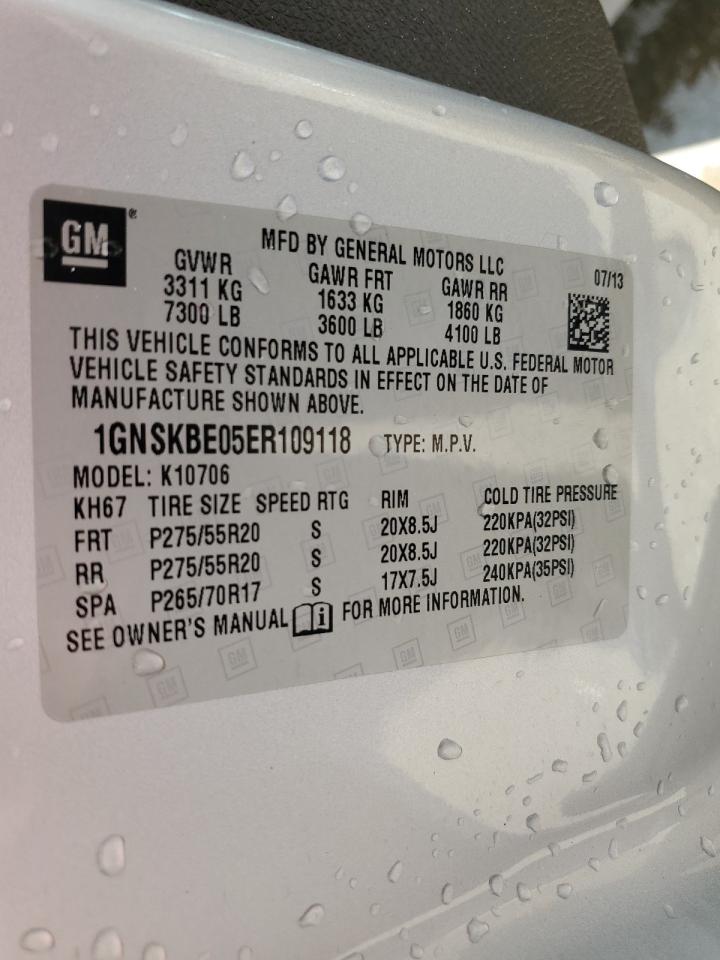 GM®
MFD BY GENERAL MOTORS LLC
07/13
GVWR GAWR FRT GAWR RR
3311 KG 1633 KG 1860 KG
7300 LB 3600 LB 4100 LB
THIS VEHICLE CONFORMS TO ALL APPLICABLE U.S. FEDERAL MOTOR
VEHICLE SAFETY STANDARDS IN EFFECT ON THE DATE OF
MANUFACTURE SHOWN ABOVE.
1GNSKBE05ER109118 TYPE: M.P.V.
MODEL: K10706
KH67 TIRE SIZE SPEED RTG RIM COLD TIRE PRESSURE
FRT P275/55R20 S 20X8.5J 220KPA(32PSI)
RR P275/55R20 S 20X8.5J 220KPA(32PSI)
SPA P265/70R17 S 17X7.5J 240KPA(35PSI)
SEE OWNER'S MANUAL i FOR MORE INFORMATION.